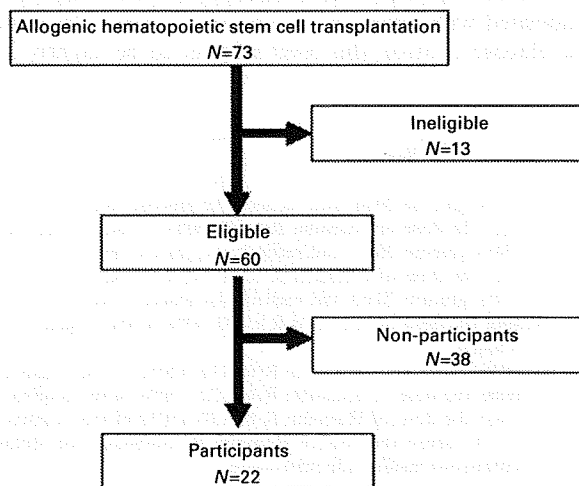 Allogenic hematopoietic stem cell transplantation
N=73
Ineligible
N=13
Eligible
N=60
Non-participants
N=38
Participants
N=22